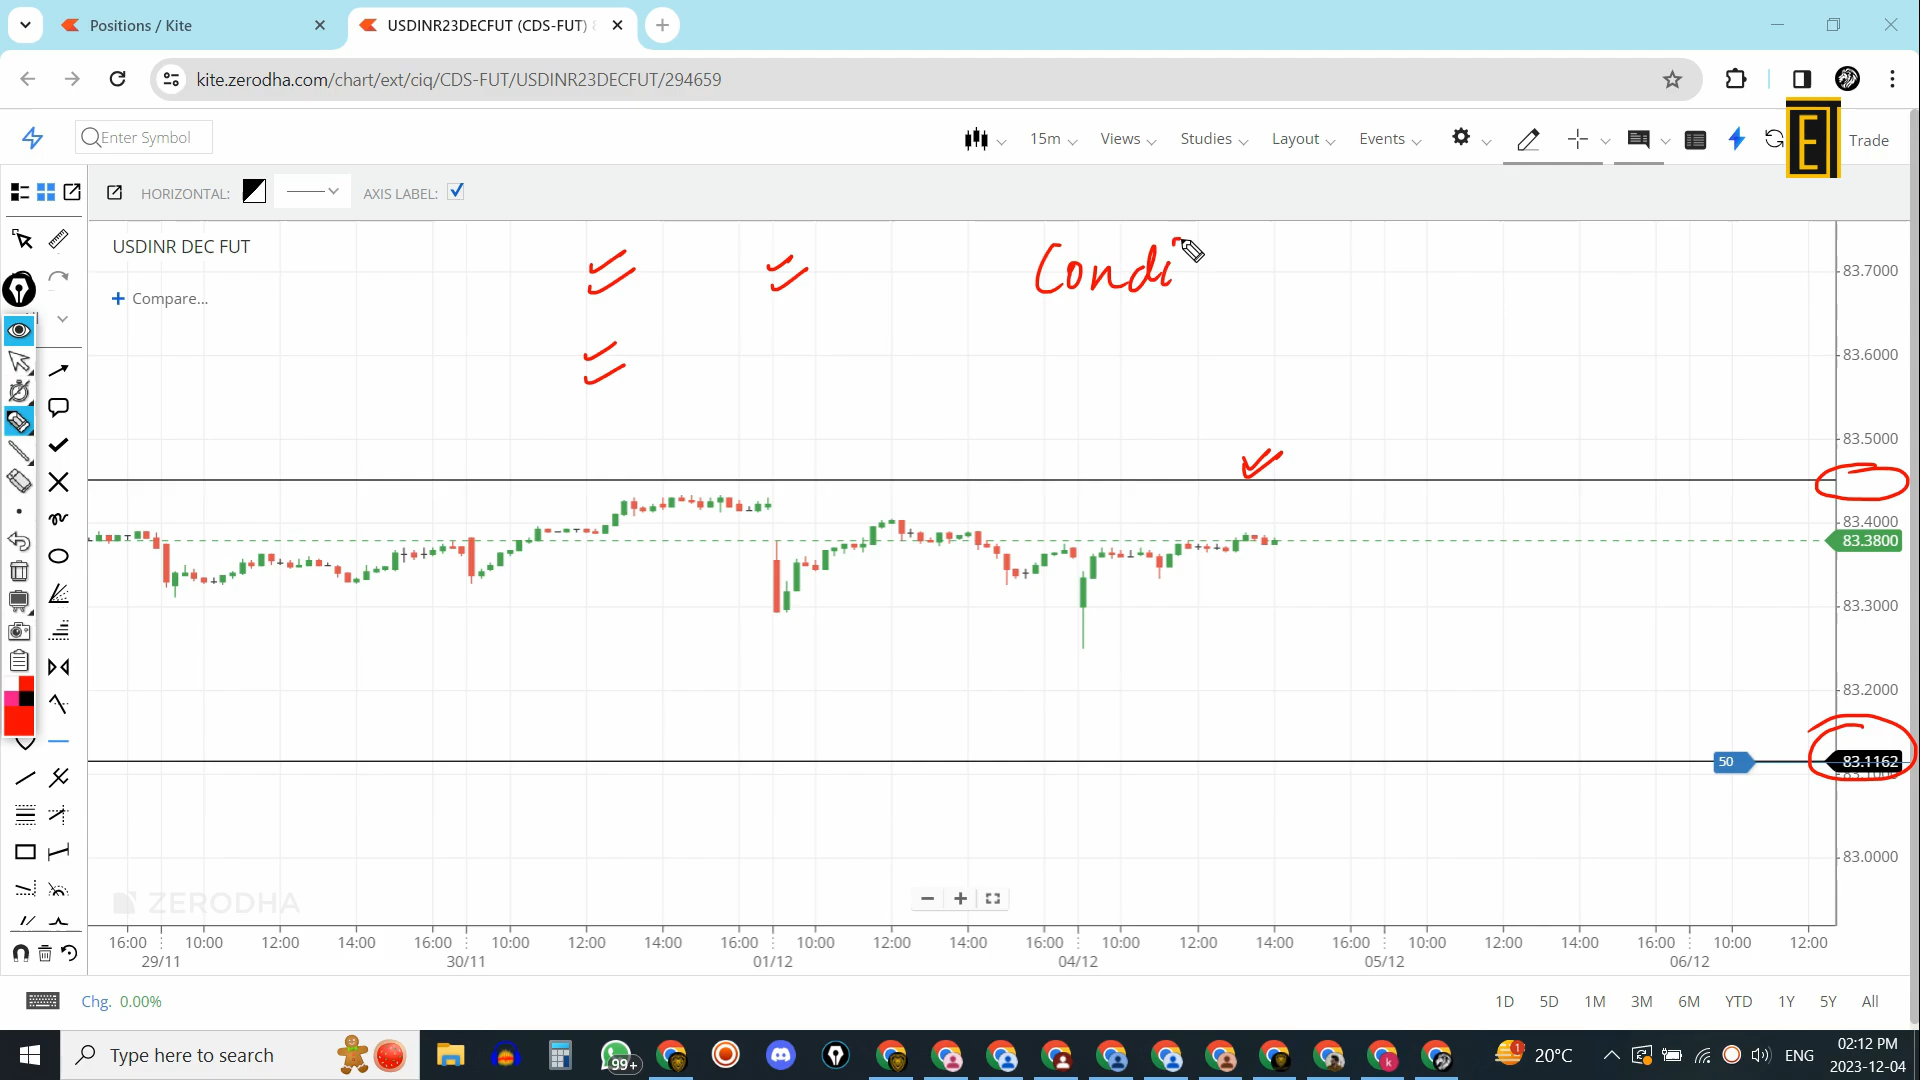 Positions / Kite
USDINR23DECFUT (CDS-FUT)
kite.zerodha.com/chart/ext/ciq/CDS-FUT/USDINR23DECFUT/294659
Enter Symbol
15m Views Studies Layout Events
E
Trade
HORIZONTAL: AXIS LABEL:
USDINR DEC FUT
Condi
Compare...
83.7000
83.6000
83.5000
83.4000
83.3800
83.3000
83.2000
50
83.1162
83.1000
83.0000
ZERODHA
16:00 10:00 12:00 14:00 16:00 10:00 12:00 14:00 16:00 10:00 12:00 14:00 16:00 10:00 12:00 14:00 16:00 10:00 12:00 14:00 16:00 10:00 12:00
29/11 30/11 01/12 04/12 05/12 06/12
Chg. 0.00%
1D 5D 1M 3M 6M YTD 1Y 5Y All
Type here to search
99+
1
20°C
ENG
02:12 PM
2023-12-04